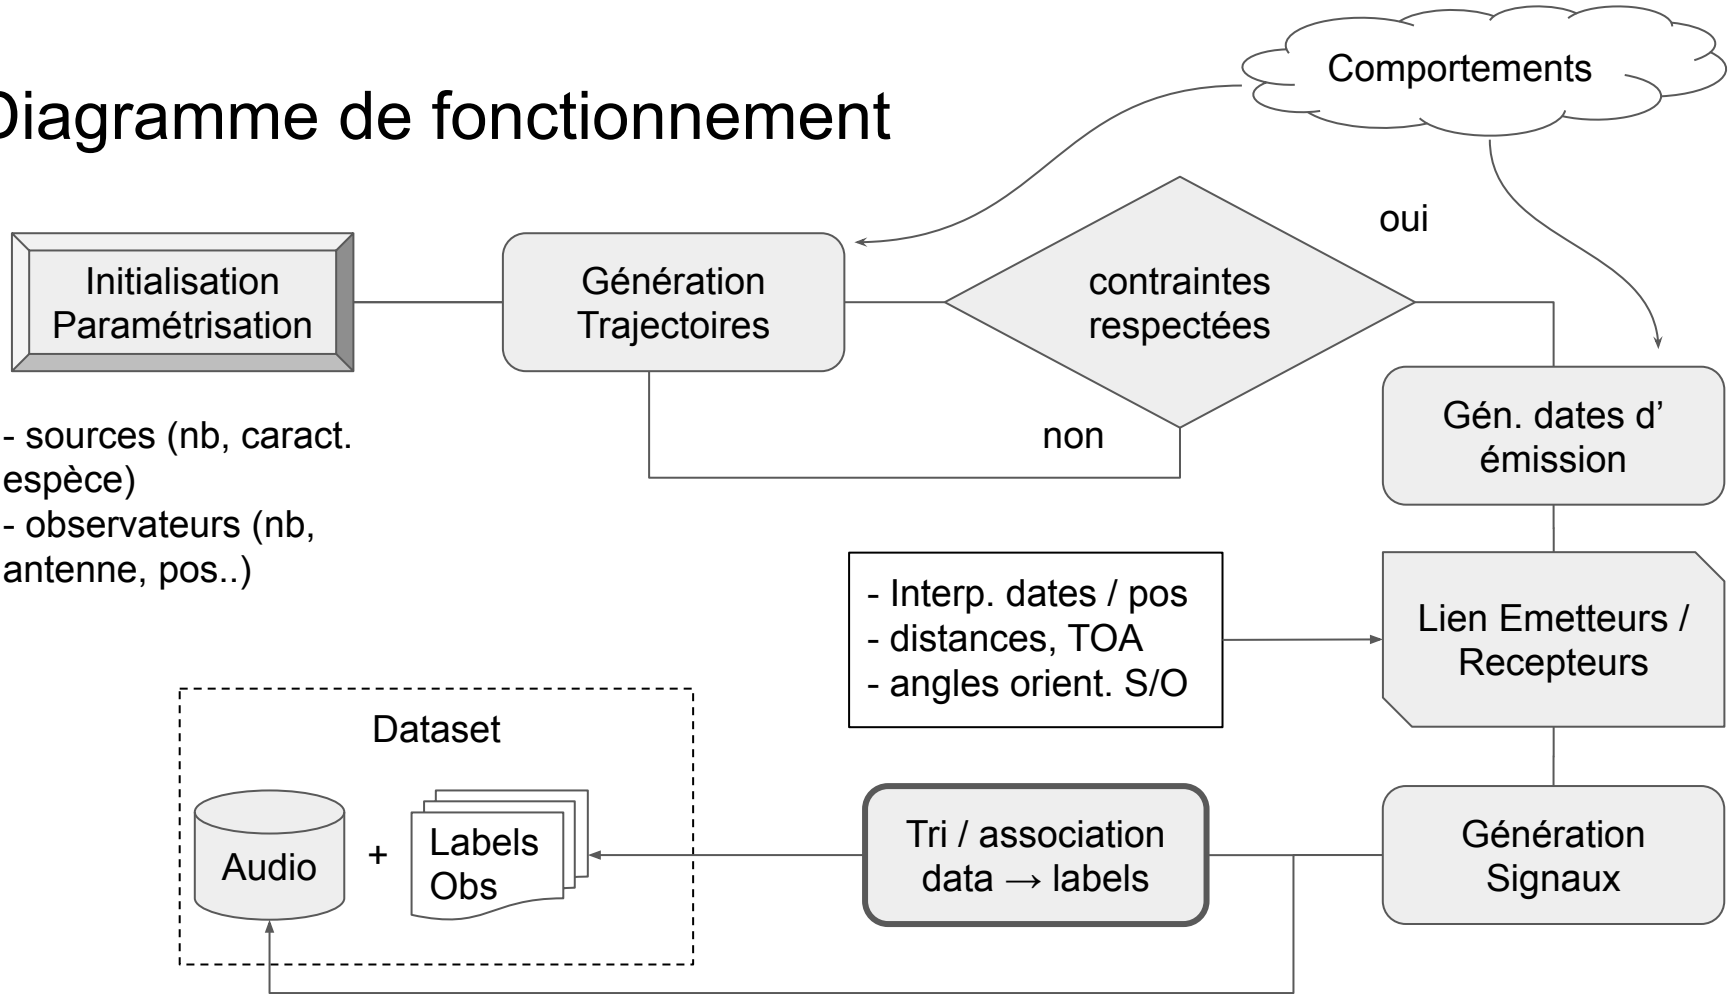 Diagramme de fonctionnement
Comportements
oui
Initialisation
Paramétrisation
Génération
Trajectoires
contraintes
respectées
non
Gén. dates d’
émission
- sources (nb, caract.
espèce)
- observateurs (nb,
antenne, pos..)
- Interp. dates / pos
- distances, TOA
- angles orient. S/O
Lien Emetteurs /
Recepteurs
Dataset
Audio
+
Labels
Obs
Tri / association
data → labels
Génération
Signaux